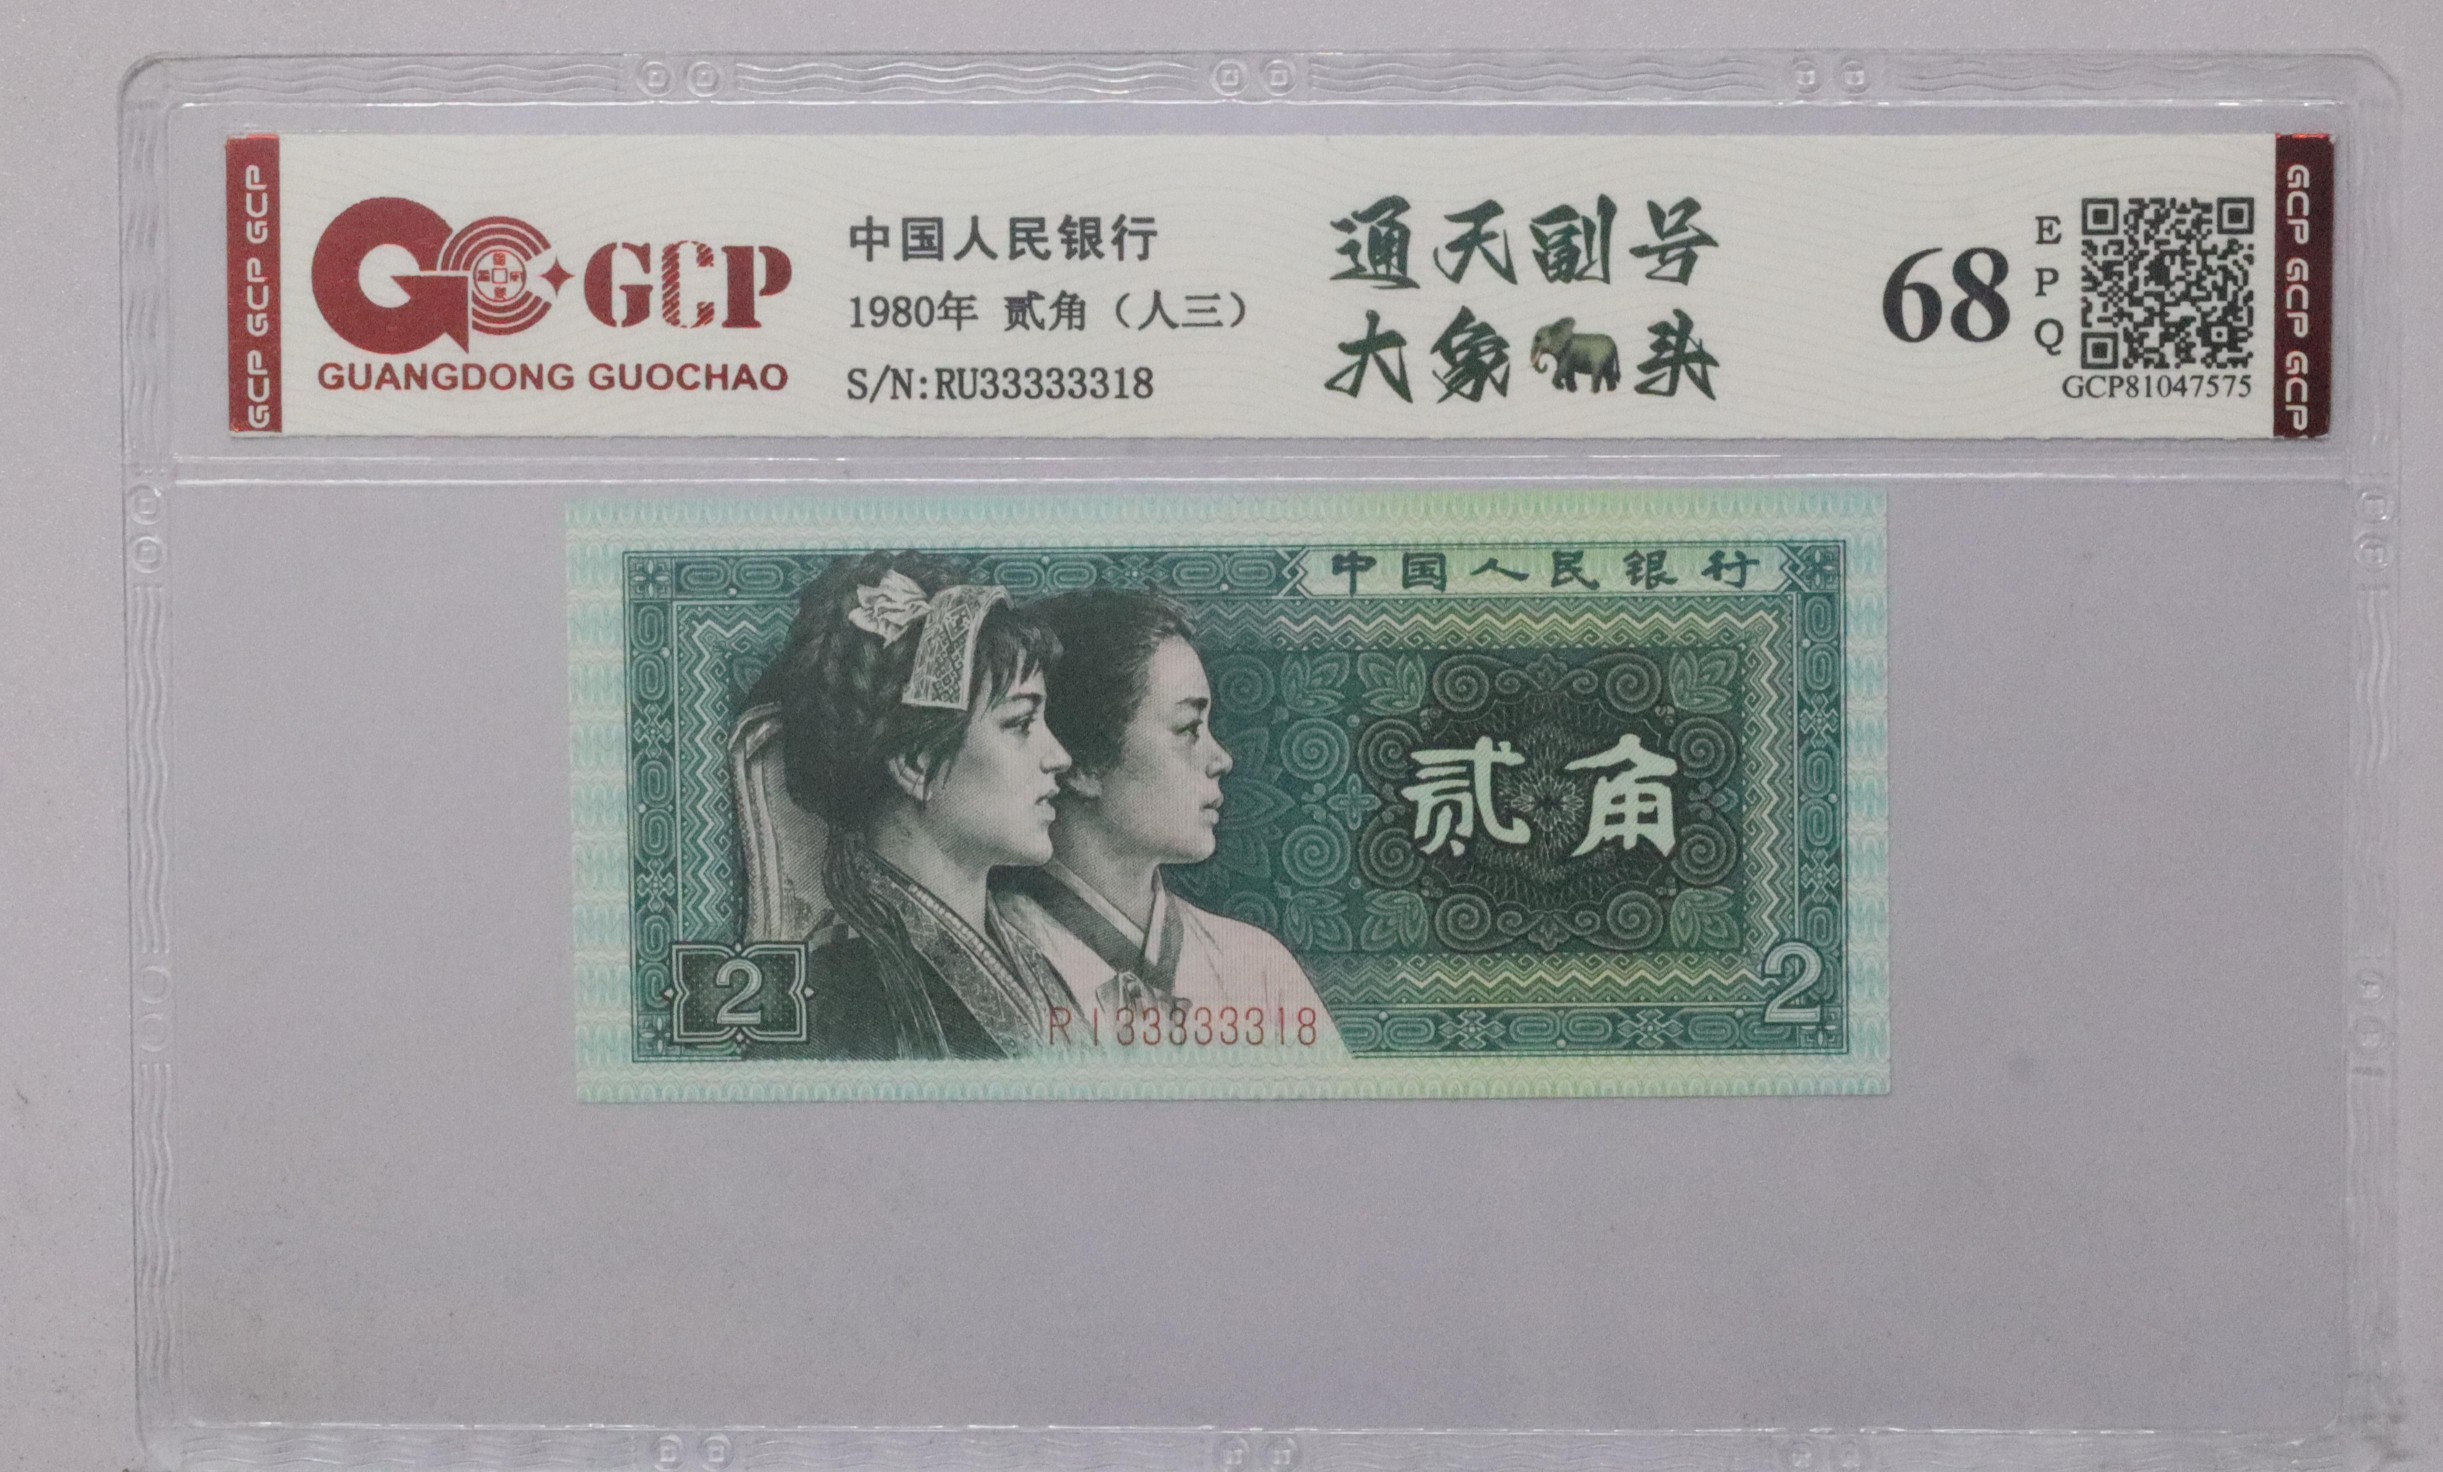 GCP GCP GCP
GCP
GUANGDONG GUOCHAO
中国人民银行
1980年 贰角（人三）
S/N:RU33333318
通天副号
大象头
68
EPQ
GCP81047575
GCP GCP GCP
中国人民银行
贰角
2
RI33333318
2